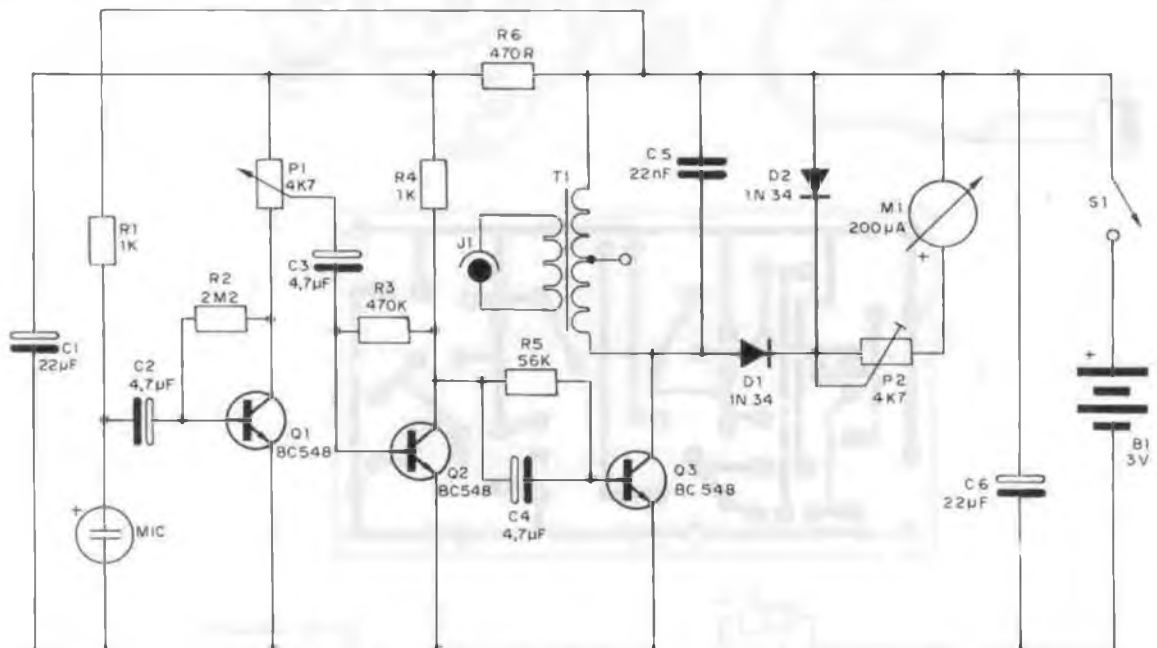 R6
470R
P1
4K7
R4
1K
T1
C5
22nF
D2
1N 34
M1
200µA
+
S1
R1
1K
J1
C3
4,7µF
R2
2M2
R3
470K
C1
22µF
C2
4,7µF
R5
56K
D1
1N 34
P2
4K7
+
B1
3V
Q1
BC548
Q2
BC548
Q3
BC 548
C4
4,7µF
C6
22µF
+
MIC